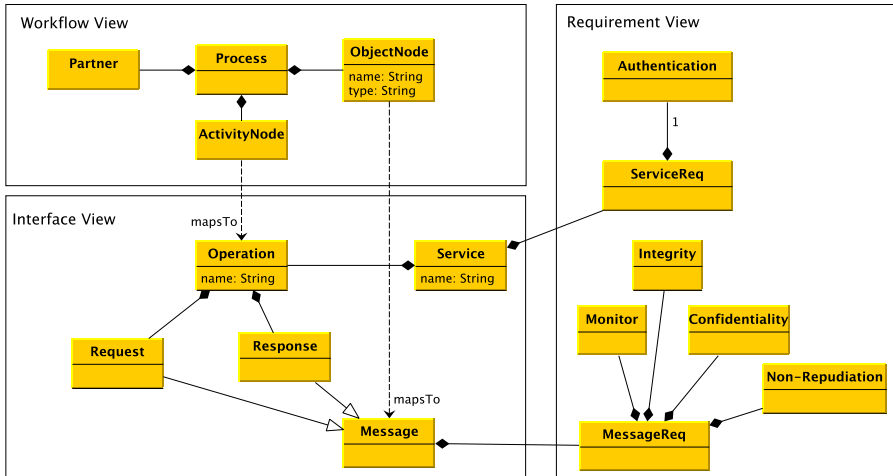 Workflow View
Partner
Process
ObjectNode
name: String
type: String
ActivityNode
Requirement View
Authentication
1
ServiceReq
Interface View
mapsTo
Operation
name: String
Service
name: String
Request
Response
mapsTo
Message
Integrity
Monitor
Confidentiality
Non-Repudiation
MessageReq